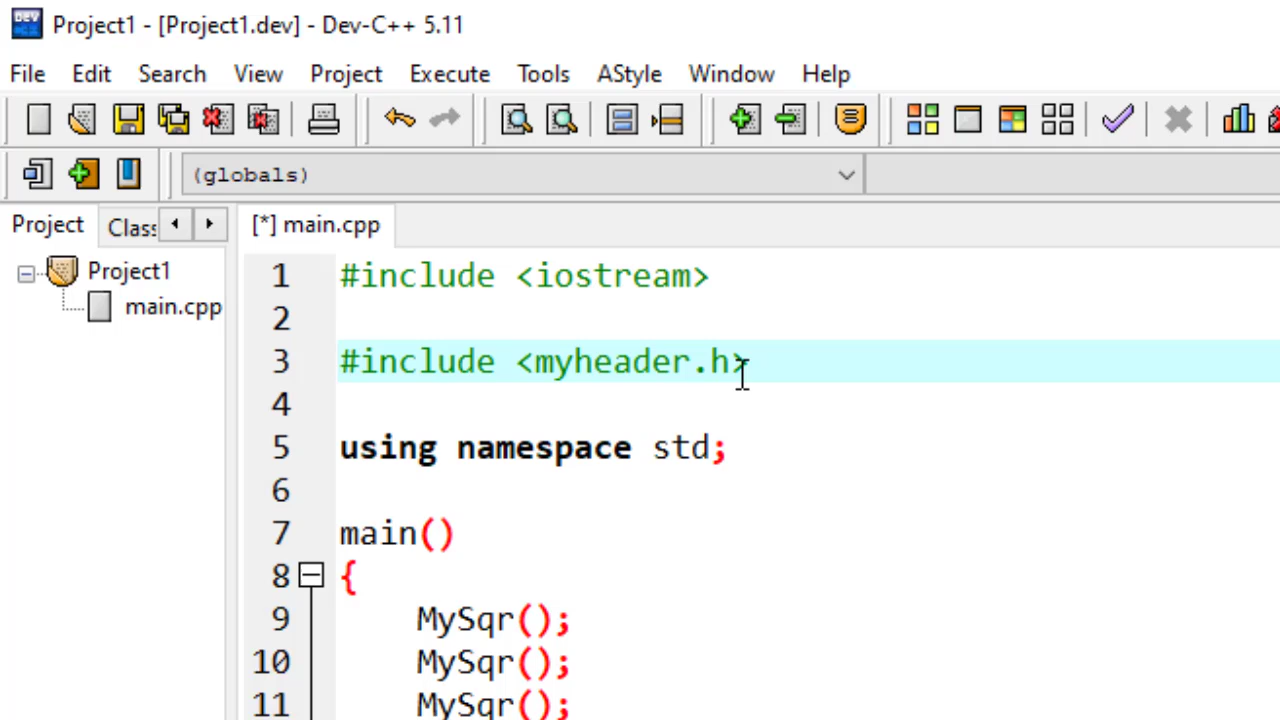 DEV
Project1 - [Project1.dev] - Dev-C++ 5.11
File Edit Search View Project Execute Tools AStyle Window Help
(globals)
Project Class [*] main.cpp
Project1
main.cpp
1 #include <iostream>
2
3 #include <myheader.h>
4
5 using namespace std;
6
7 main()
8 {
9 MySqr();
10 MySqr();
11 MySqr();